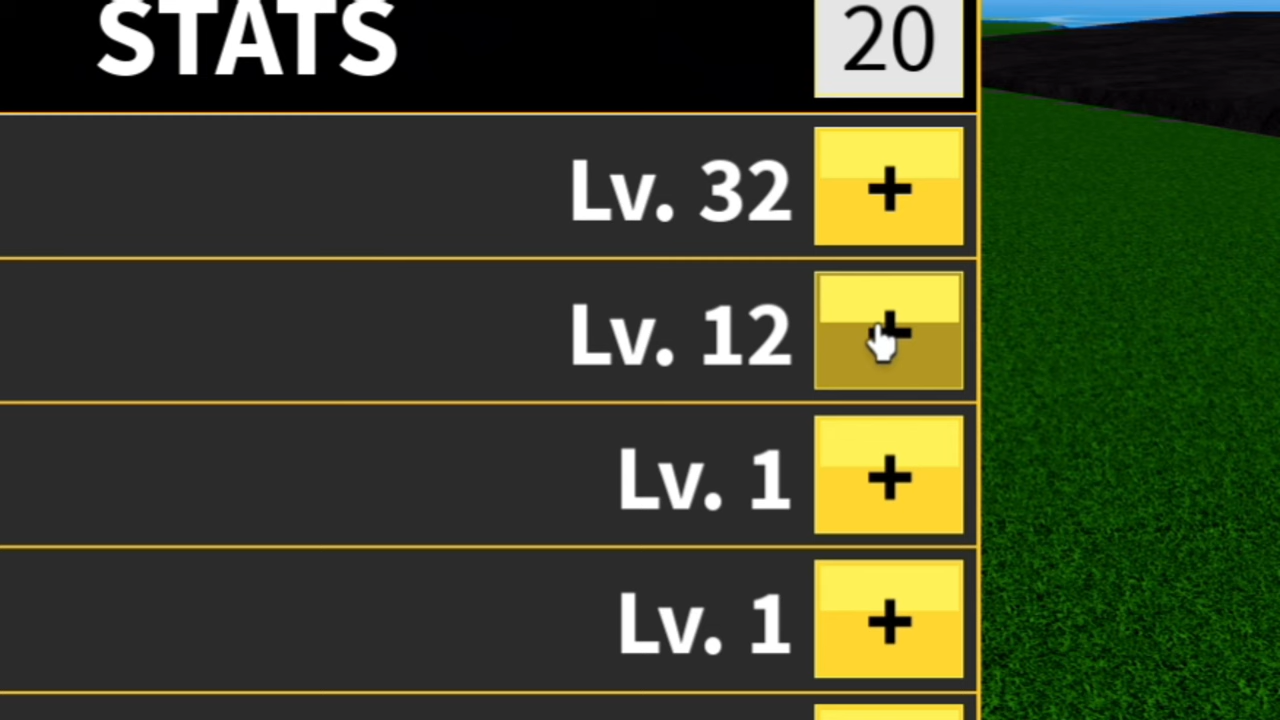 STATS 20
Lv. 32 +
Lv. 12 +
Lv. 1 +
Lv. 1 +